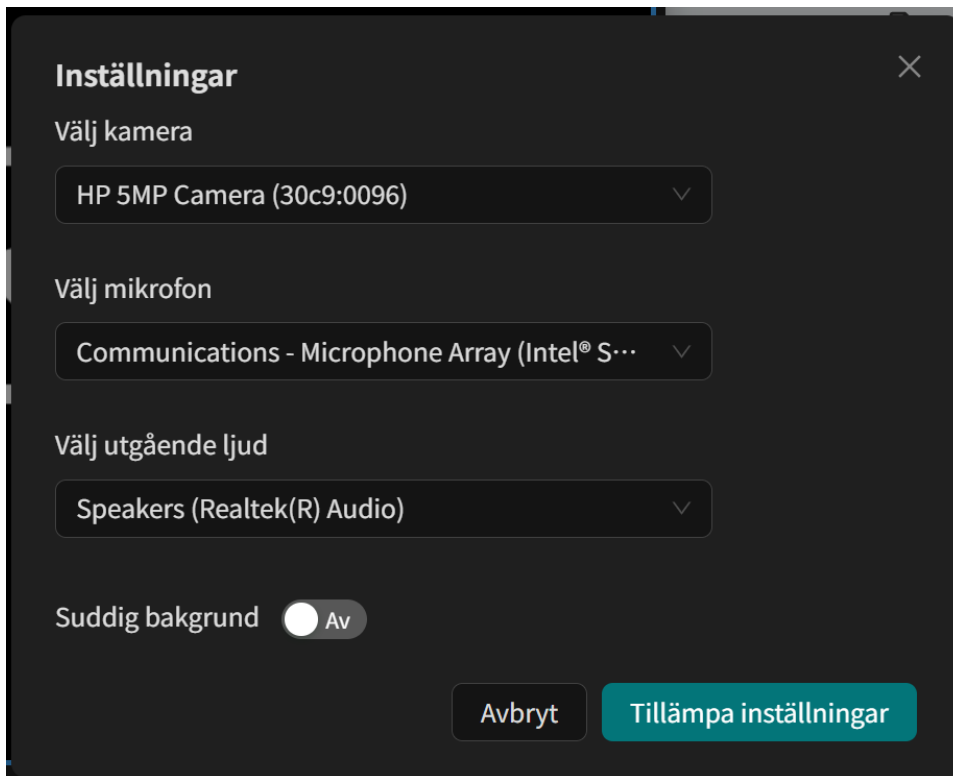 Inställningar
Välj kamera
HP 5MP Camera (30c9:0096)
Välj mikrofon
Communications - Microphone Array (Intel® S···
Välj utgående ljud
Speakers (Realtek(R) Audio)
Suddig bakgrund Av
Avbryt Tillämpa inställningar